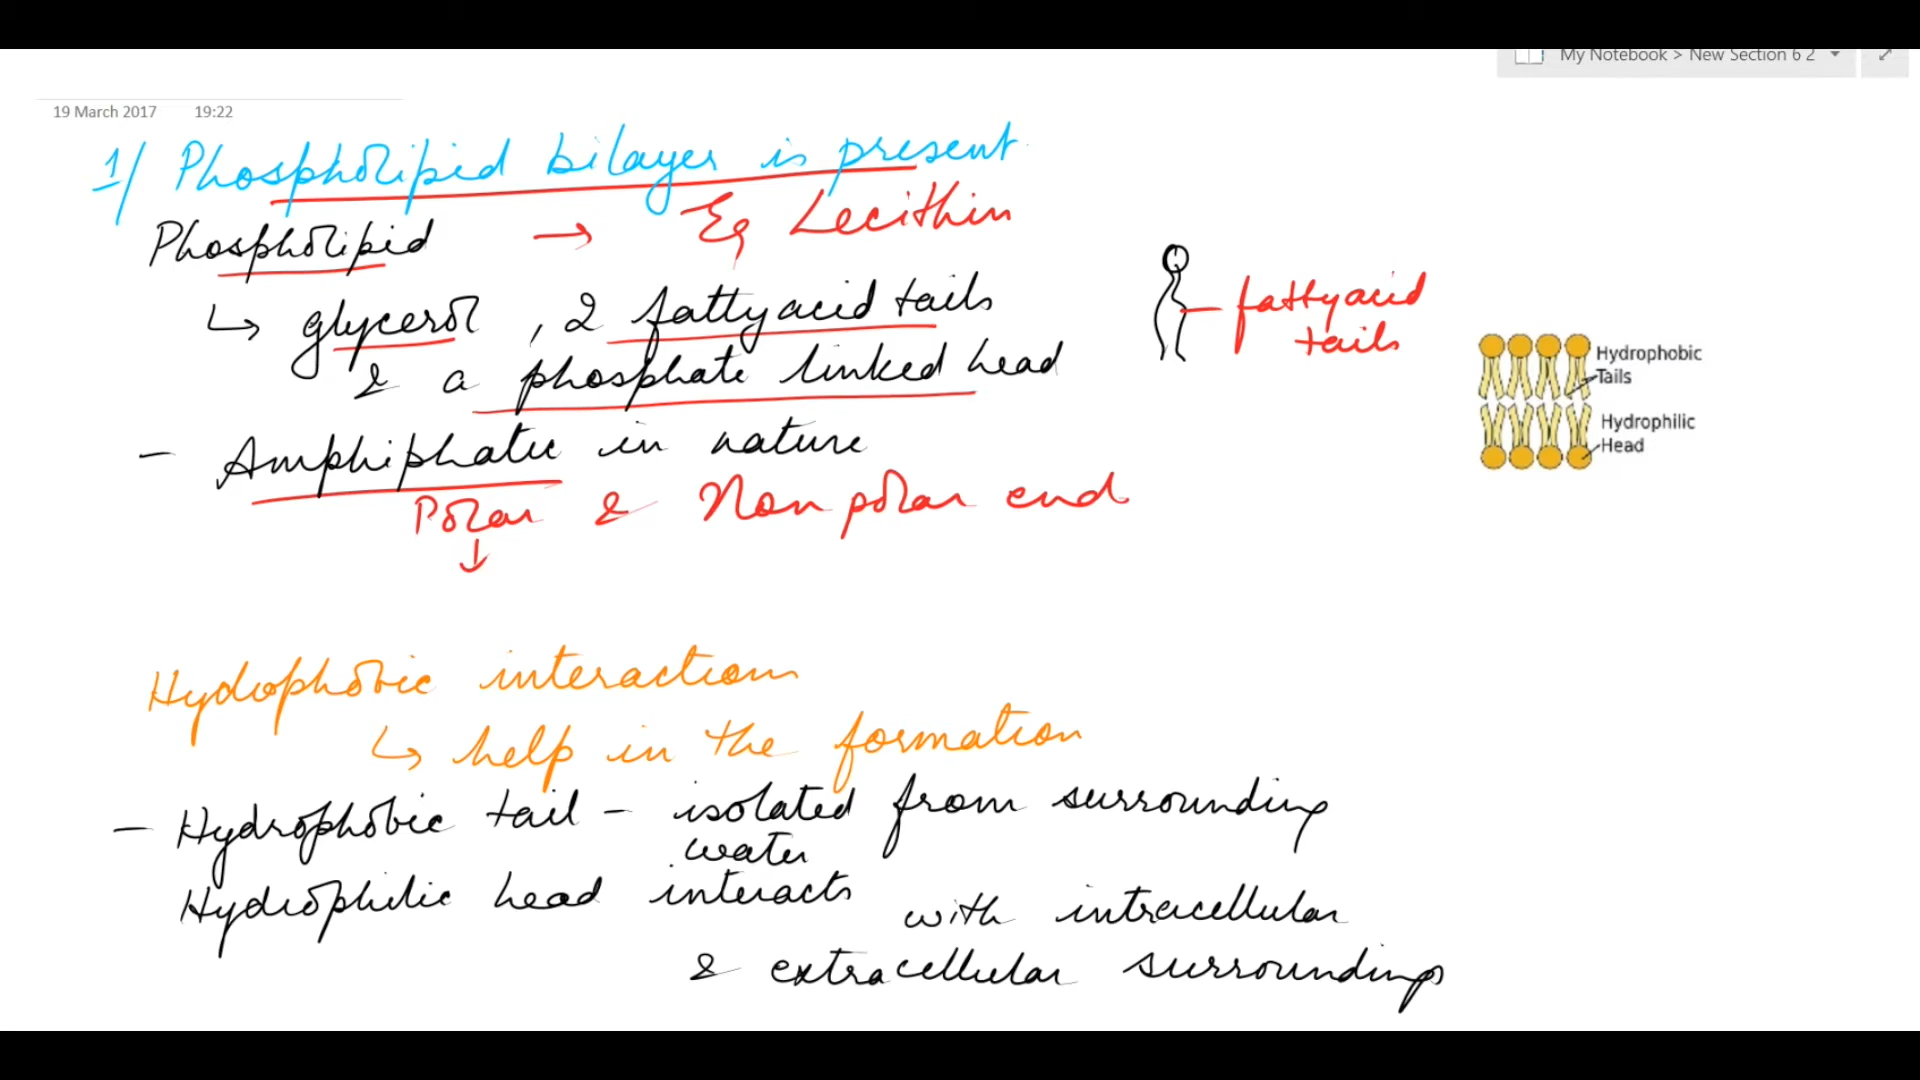 My Notebook > New Section 6 2
19 March 2017 19:22
1/ Phospholipid bilayer is present.
Phospholipid → Eg Lecithin
↳ glycerol, 2 fattyacid tails
& a phosphate linked head
fattyacid
tails
Hydrophobic
Tails
Hydrophilic
Head
- Amphiphatic in nature
Polar & Non polar end
↓
Hydophobic interactions
↳ help in the formation
- Hydrophobic tail - isolated from surrounding
water
Hydrophilic head interacts with intracellular
& extracellular surroundings